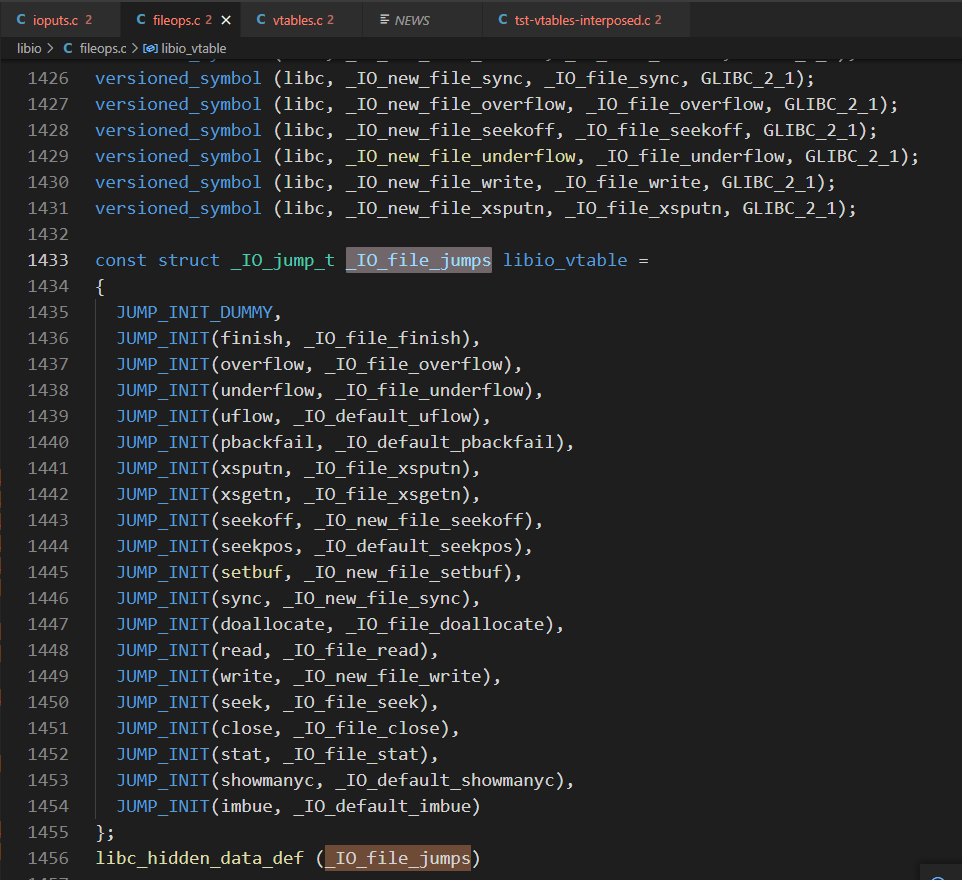 C ioputs.c 2 C fileops.c 2 × C vtables.c 2 NEWS C tst-vtables-interposed.c 2
libio > C fileops.c > libio_vtable
1426 versioned_symbol (libc, _IO_new_file_sync, _IO_file_sync, GLIBC_2_1);
1427 versioned_symbol (libc, _IO_new_file_overflow, _IO_file_overflow, GLIBC_2_1);
1428 versioned_symbol (libc, _IO_new_file_seekoff, _IO_file_seekoff, GLIBC_2_1);
1429 versioned_symbol (libc, _IO_new_file_underflow, _IO_file_underflow, GLIBC_2_1);
1430 versioned_symbol (libc, _IO_new_file_write, _IO_file_write, GLIBC_2_1);
1431 versioned_symbol (libc, _IO_new_file_xsputn, _IO_file_xsputn, GLIBC_2_1);
1432
1433 const struct _IO_jump_t _IO_file_jumps libio_vtable =
1434 {
1435   JUMP_INIT_DUMMY,
1436   JUMP_INIT(finish, _IO_file_finish),
1437   JUMP_INIT(overflow, _IO_file_overflow),
1438   JUMP_INIT(underflow, _IO_file_underflow),
1439   JUMP_INIT(uflow, _IO_default_uflow),
1440   JUMP_INIT(pbackfail, _IO_default_pbackfail),
1441   JUMP_INIT(xsputn, _IO_file_xsputn),
1442   JUMP_INIT(xsgetn, _IO_file_xsgetn),
1443   JUMP_INIT(seekoff, _IO_new_file_seekoff),
1444   JUMP_INIT(seekpos, _IO_default_seekpos),
1445   JUMP_INIT(setbuf, _IO_new_file_setbuf),
1446   JUMP_INIT(sync, _IO_new_file_sync),
1447   JUMP_INIT(doallocate, _IO_file_doallocate),
1448   JUMP_INIT(read, _IO_file_read),
1449   JUMP_INIT(write, _IO_new_file_write),
1450   JUMP_INIT(seek, _IO_file_seek),
1451   JUMP_INIT(close, _IO_file_close),
1452   JUMP_INIT(stat, _IO_file_stat),
1453   JUMP_INIT(showmanyc, _IO_default_showmanyc),
1454   JUMP_INIT(imbue, _IO_default_imbue)
1455 };
1456 libc_hidden_data_def (_IO_file_jumps)